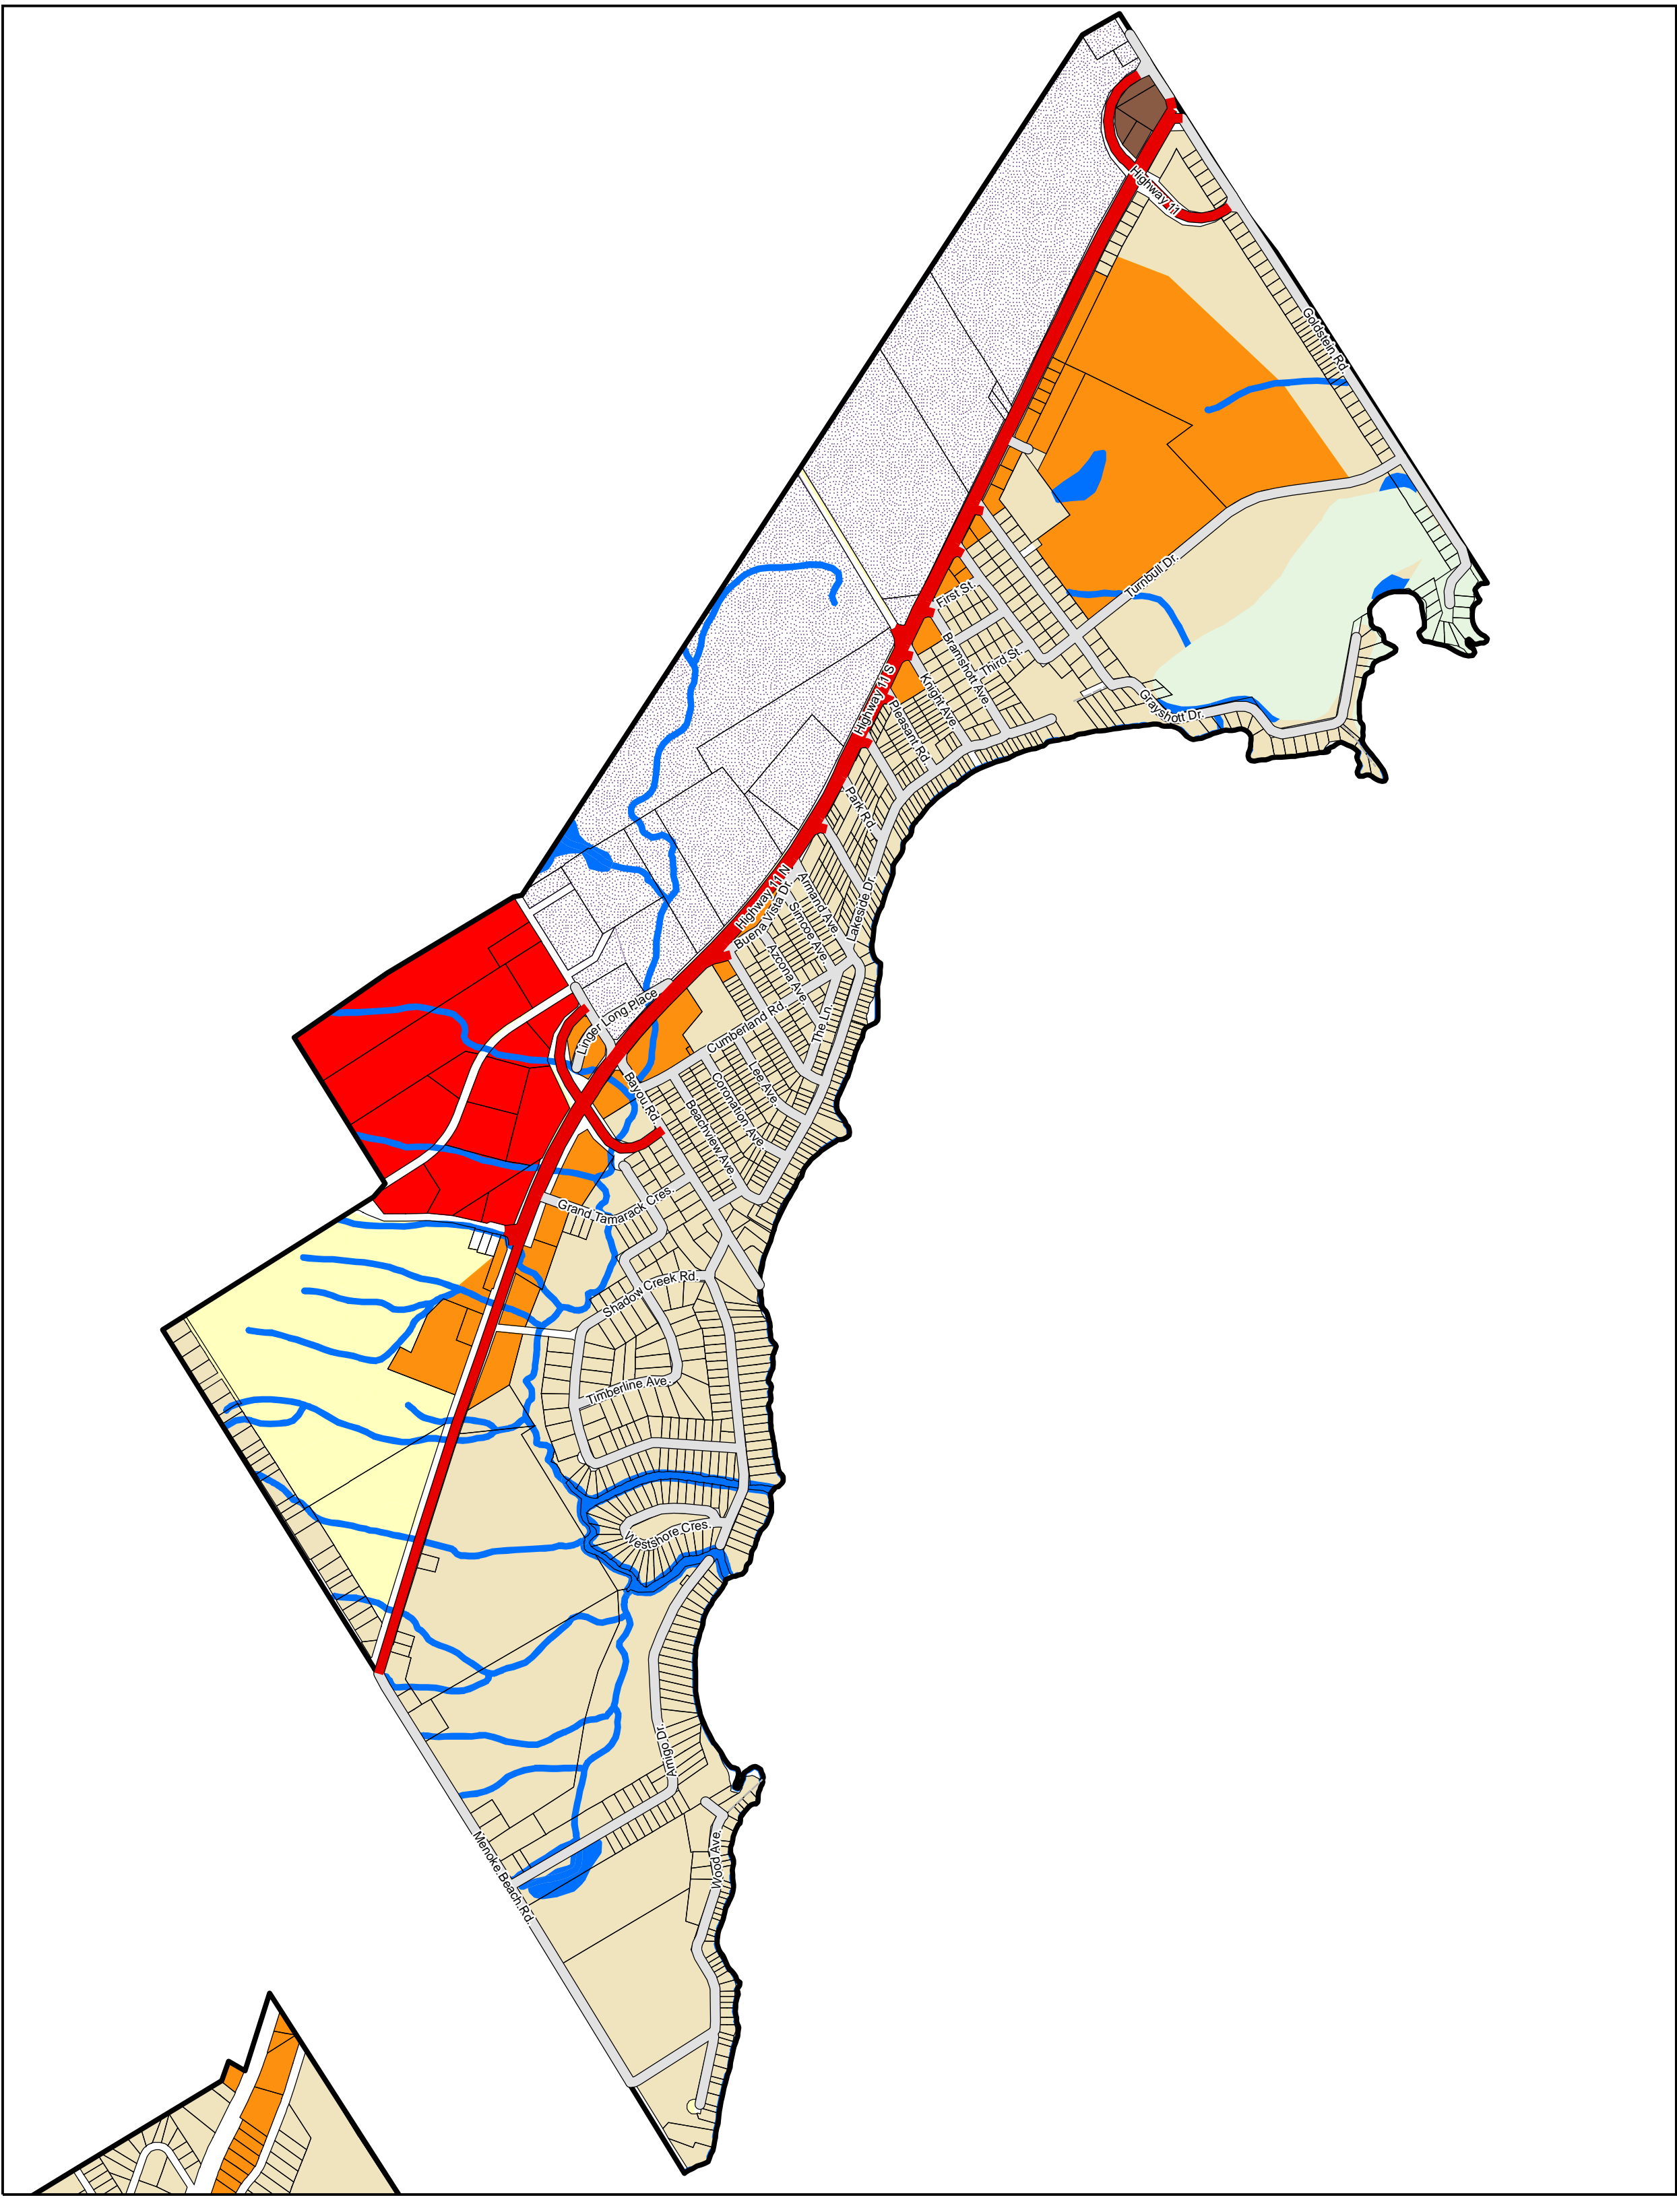 Highway 11
Goldstein Rd.
Turnbull Dr.
First St.
Third St.
Bramshott Ave.
Knight Ave.
Pleasant Rd.
Grayshott Dr.
Highway 11 S
Park Rd
Highway 11 N
Buena Vista Dr.
Armand Ave.
Simcoe Ave.
Lakeside Dr.
Azcona Ave.
Linger Long Place
Cumberland Rd.
The Ln.
Bayou Rd.
Lee Ave.
Coronation Ave.
Beachview Ave.
Grand Tamarack Cres.
Shadow Creek Rd.
Timberline Ave.
Westshore Cres.
Amigo Dr.
Menoke Beach Rd.
Wood Ave.